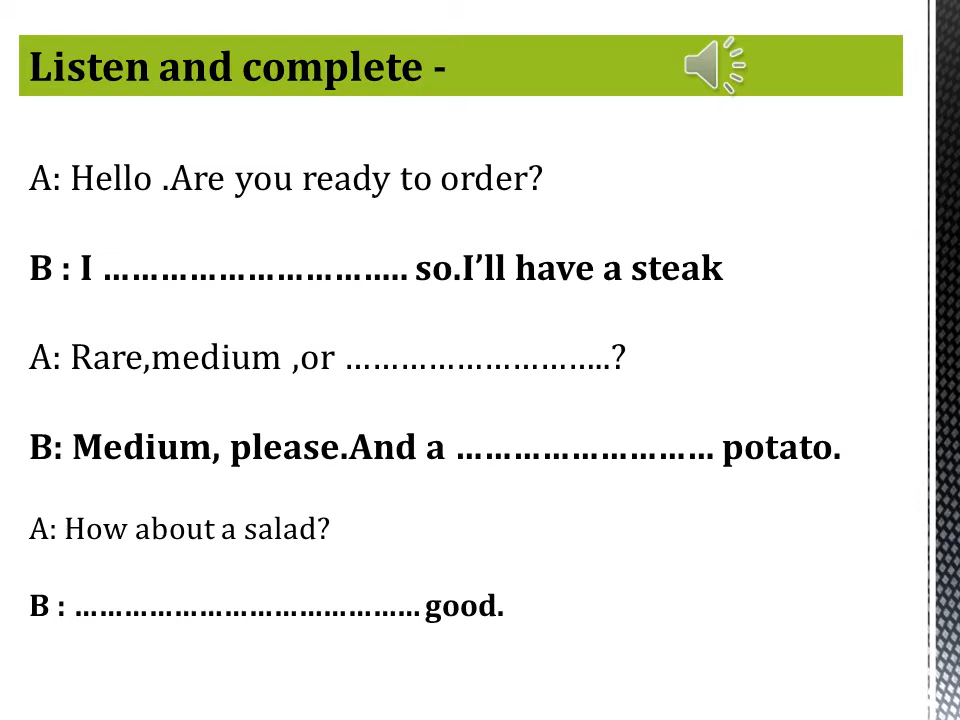 Listen and complete -
A: Hello .Are you ready to order?
B : I ………………………….. so.I’ll have a steak
A: Rare,medium ,or ……………………..?
B: Medium, please.And a ……………………… potato.
A: How about a salad?
B : …………………………………… good.